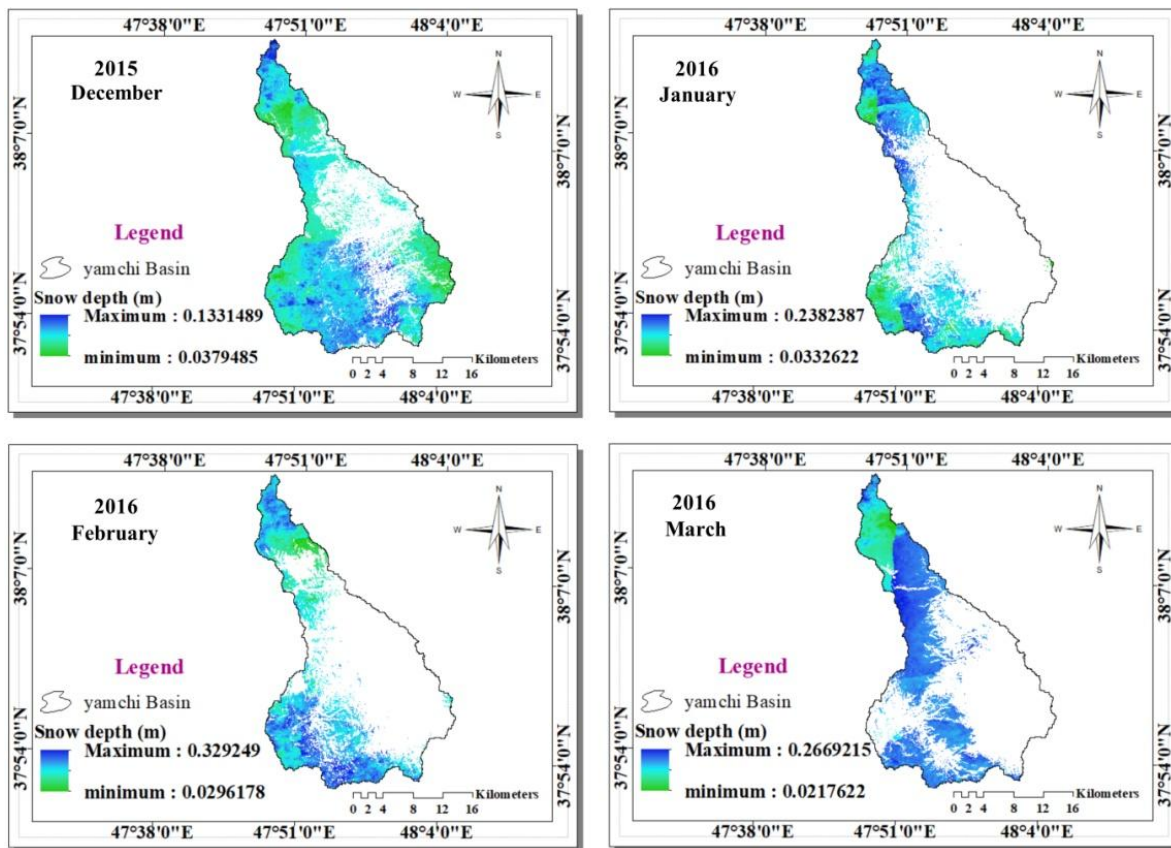 47°38'0"E 47°51'0"E 48°4'0"E
2015
December
N
W E
S
38°7'0"N
38°7'0"N
Legend
yamchi Basin
Snow depth (m)
Maximum : 0.1331489
minimum : 0.0379485
37°54'0"N
37°54'0"N
Kilometers
0 2 4 8 12 16
47°38'0"E 47°51'0"E 48°4'0"E
47°38'0"E 47°51'0"E 48°4'0"E
2016
January
N
W E
S
38°7'0"N
38°7'0"N
Legend
yamchi Basin
Snow depth (m)
Maximum : 0.2382387
minimum : 0.0332622
37°54'0"N
37°54'0"N
Kilometers
0 2 4 8 12 16
47°38'0"E 47°51'0"E 48°4'0"E
47°38'0"E 47°51'0"E 48°4'0"E
2016
February
N
W E
S
38°7'0"N
38°7'0"N
Legend
yamchi Basin
Snow depth (m)
Maximum : 0.329249
minimum : 0.0296178
37°54'0"N
37°54'0"N
Kilometers
0 2 4 8 12 16
47°38'0"E 47°51'0"E 48°4'0"E
47°38'0"E 47°51'0"E 48°4'0"E
2016
March
N
W E
S
38°7'0"N
38°7'0"N
Legend
yamchi Basin
Snow depth (m)
Maximum : 0.2669215
minimum : 0.0217622
37°54'0"N
37°54'0"N
Kilometers
0 2 4 8 12 16
47°38'0"E 47°51'0"E 48°4'0"E